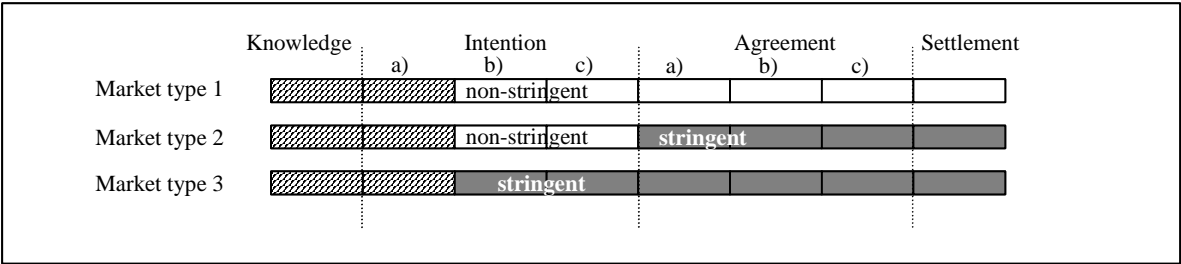 Knowledge Intention Agreement Settlement
a) b) c) a) b) c)
Market type 1 non-stringent
Market type 2 non-stringent stringent
Market type 3 stringent